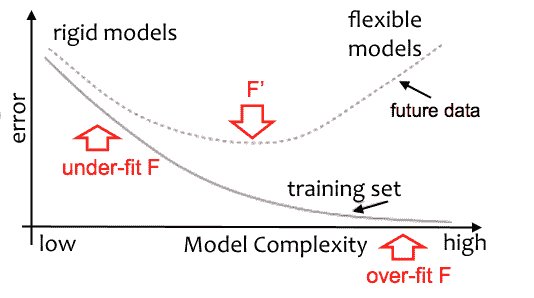 rigid models
flexible
models
F'
future data
error
under-fit F
training set
low
Model Complexity
high
over-fit F